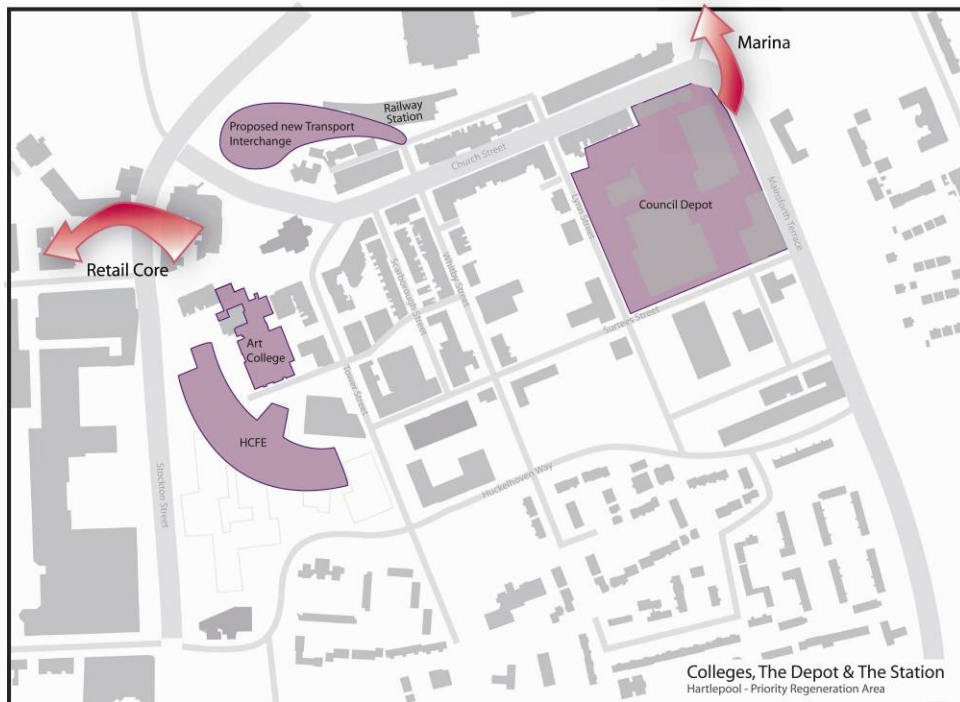 Marina
Railway
Station
Proposed new Transport
Interchange
Church Street
Council Depot
Lynn Street
Mainsforth Terrace
Retail Core
Scarborough Street
Whitby Street
Surtees Street
Art
College
Tower Street
HCFE
Stockton Street
Huckelhoven Way
Colleges, The Depot & The Station
Hartlepool - Priority Regeneration Area